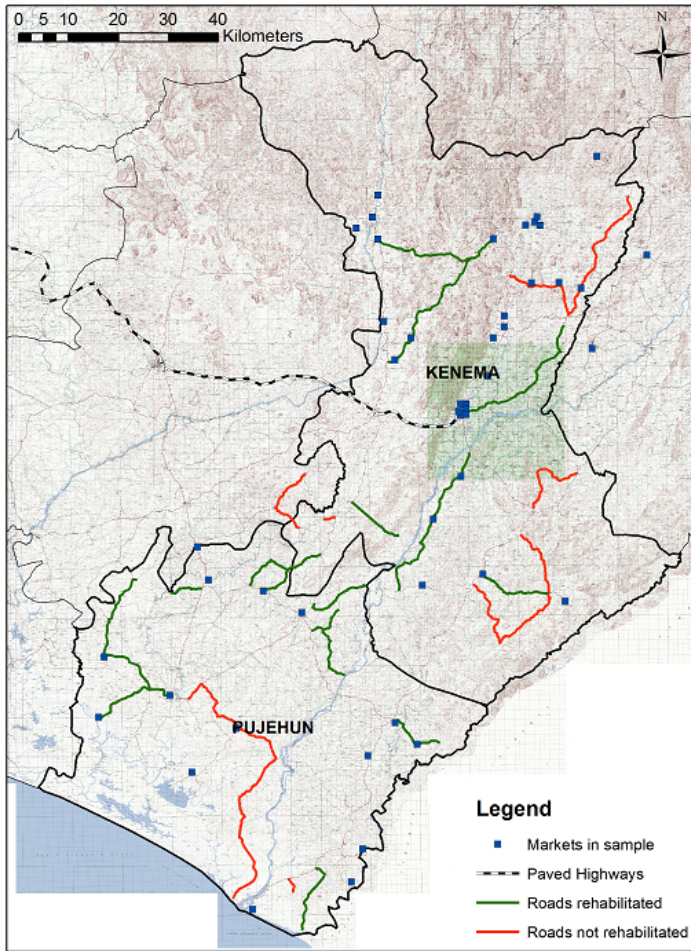 0 5 10 20 30 40
Kilometers
N
KENEMA
PUJEHUN
Legend
Markets in sample
Paved Highways
Roads rehabilitated
Roads not rehabilitated